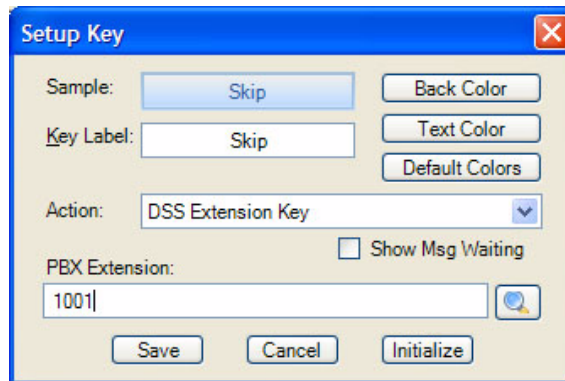 Setup Key
Sample: Skip Back Color
Key Label: Skip Text Color
Default Colors
Action: DSS Extension Key
Show Msg Waiting
PBX Extension:
1001
Save Cancel Initialize